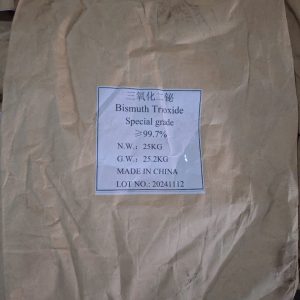 三氧化二铋
Bismuth Trioxide
Special grade
≥99.7%
N.W.: 25KG
G.W.: 25.2KG
MADE IN CHINA
LOT NO.: 20241112